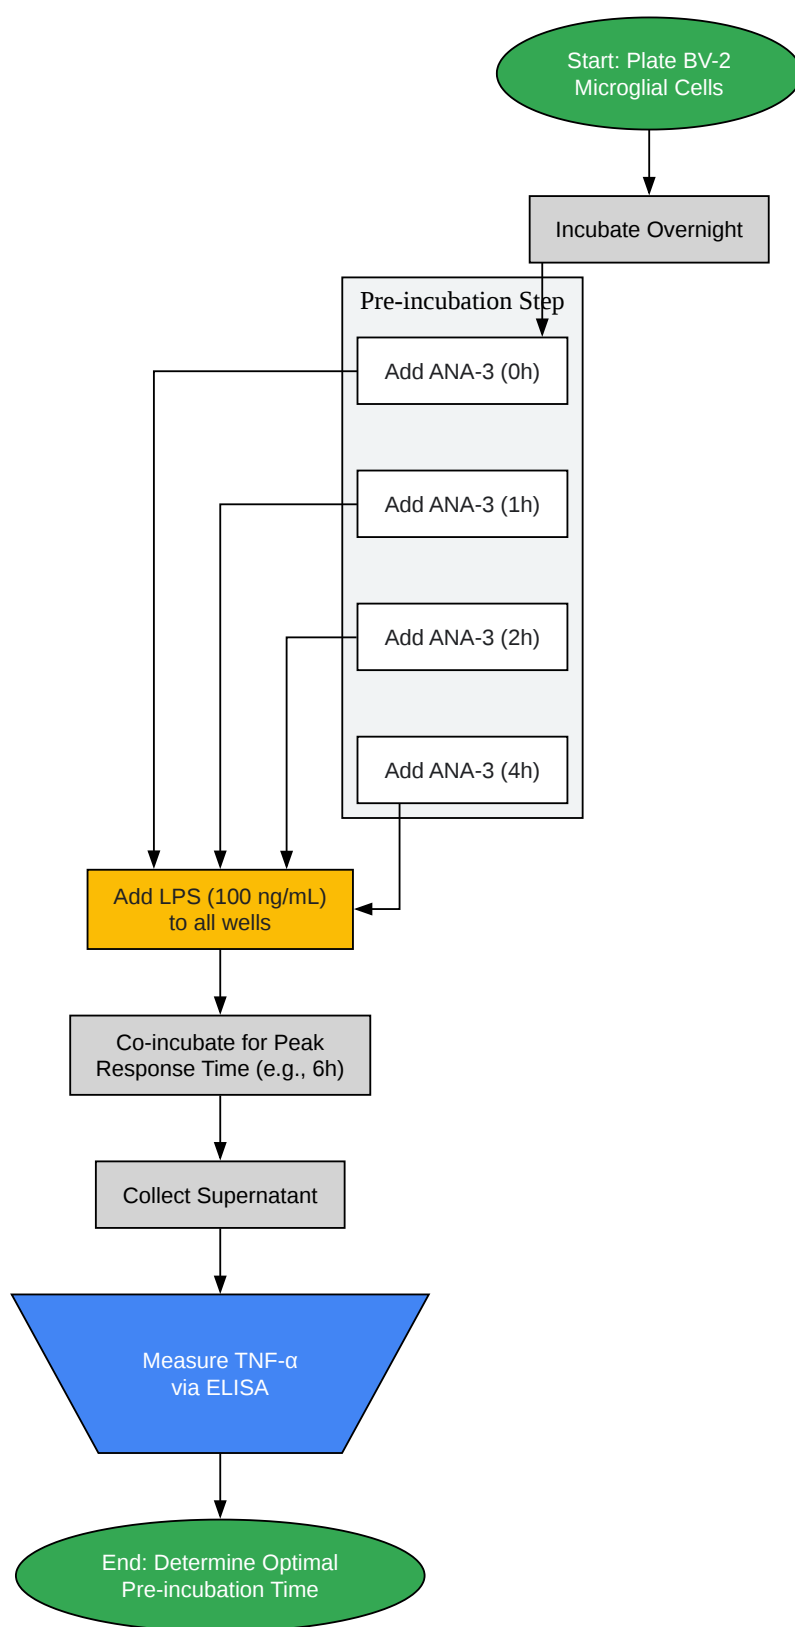 Start: Plate BV-2
Microglial Cells
Incubate Overnight
Pre-incubation Step
Add ANA-3 (0h)
Add ANA-3 (1h)
Add ANA-3 (2h)
Add ANA-3 (4h)
Add LPS (100 ng/mL)
to all wells
Co-incubate for Peak
Response Time (e.g., 6h)
Collect Supernatant
Measure TNF-α
via ELISA
End: Determine Optimal
Pre-incubation Time